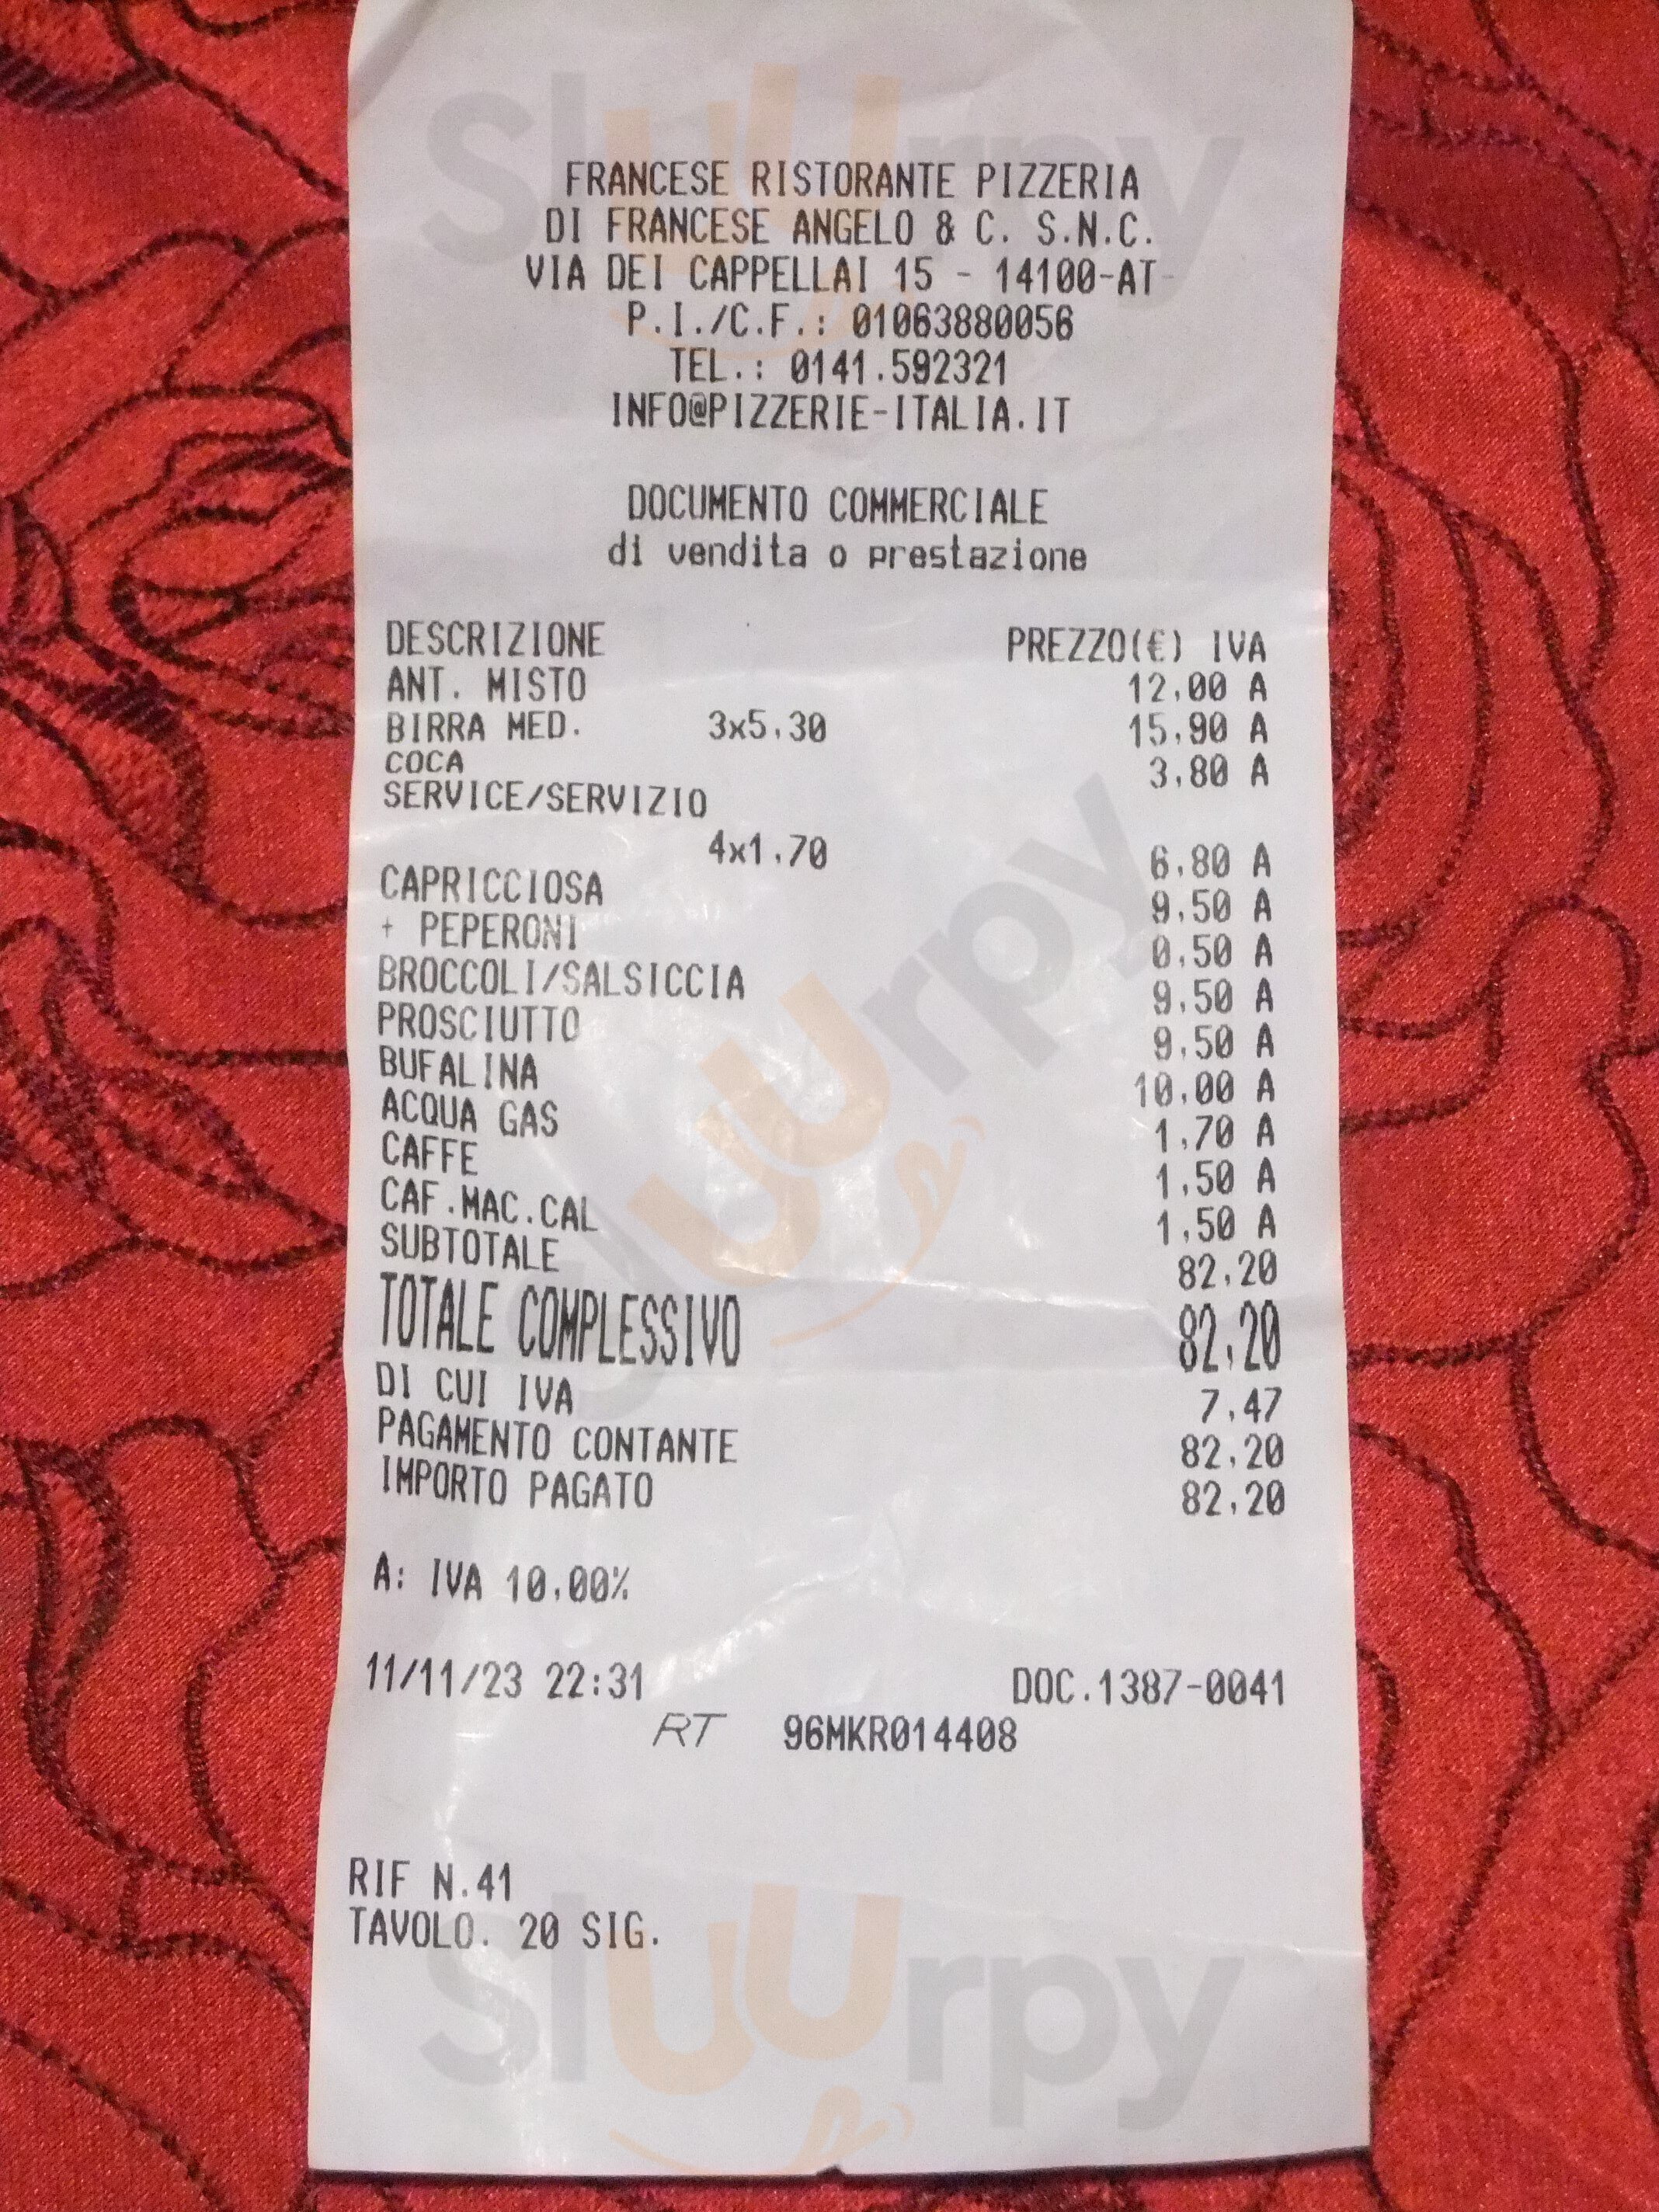 FRANCESE RISTORANTE PIZZERIA
DI FRANCESE ANGELO & C. S.N.C.
VIA DEI CAPPELLAI 15 - 14100-AT-
P.I./C.F.: 01063880056
TEL.: 0141.592321
INFO@PIZZERIE-ITALIA.IT
DOCUMENTO COMMERCIALE
di vendita o prestazione
DESCRIZIONE PREZZO(€) IVA
ANT. MISTO 12,00 A
BIRRA MED. 3x5,30 15,90 A
COCA 3,80 A
SERVICE/SERVIZIO
4x1,70 6,80 A
CAPRICCIOSA 9,50 A
+ PEPERONI 0,50 A
BROCCOLI/SALSICCIA 9,50 A
PROSCIUTTO 9,50 A
BUFALINA 10,00 A
ACQUA GAS 1,70 A
CAFFE 1,50 A
CAF.MAC.CAL 1,50 A
SUBTOTALE 82,20
TOTALE COMPLESSIVO 82,20
DI CUI IVA 7,47
PAGAMENTO CONTANTE 82,20
IMPORTO PAGATO 82,20
A: IVA 10,00%
11/11/23 22:31 DOC.1387-0041
RT 96MKR014408
RIF N.41
TAVOLO. 20 SIG.
sluurpy
sluurpy
sluurpy